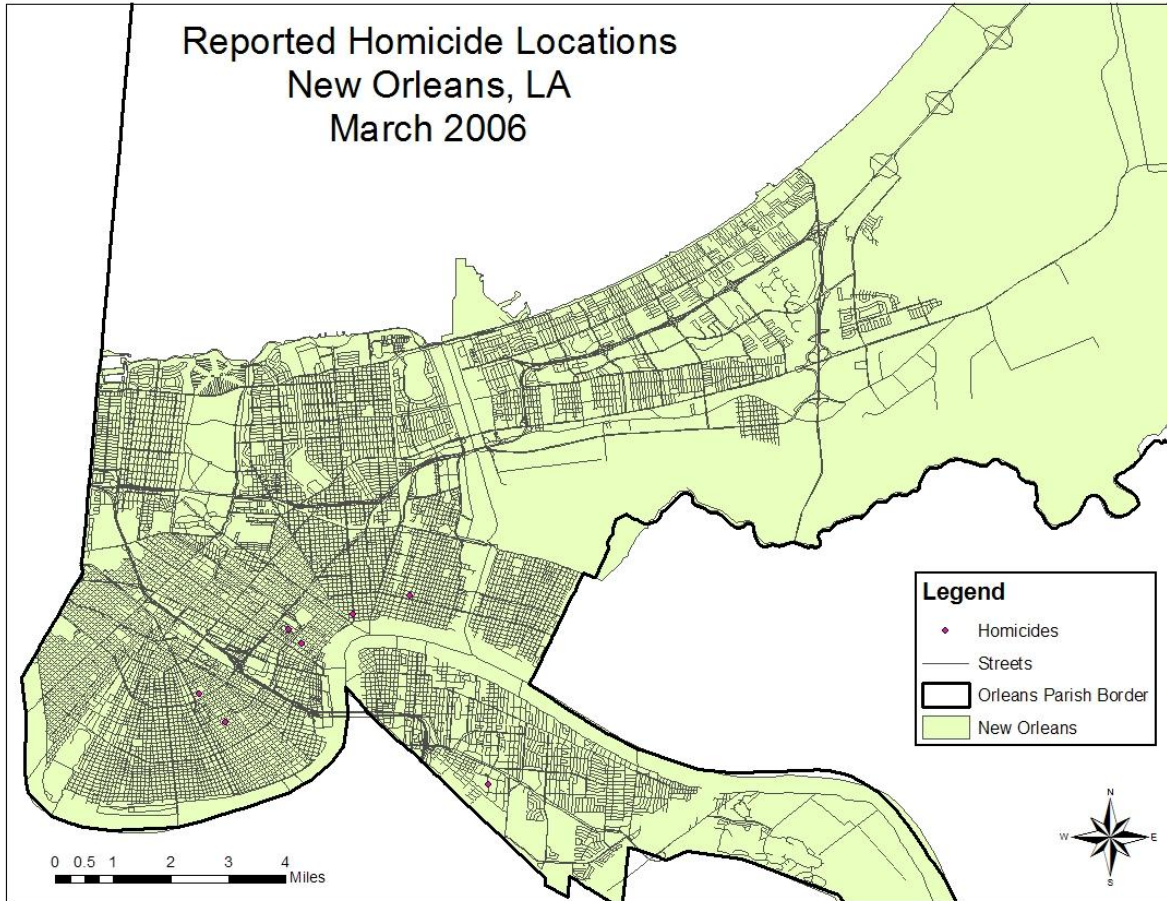 Reported Homicide Locations
New Orleans, LA
March 2006
Legend
Homicides
Streets
Orleans Parish Border
New Orleans
N
W E
S
0 0.5 1 2 3 4
Miles